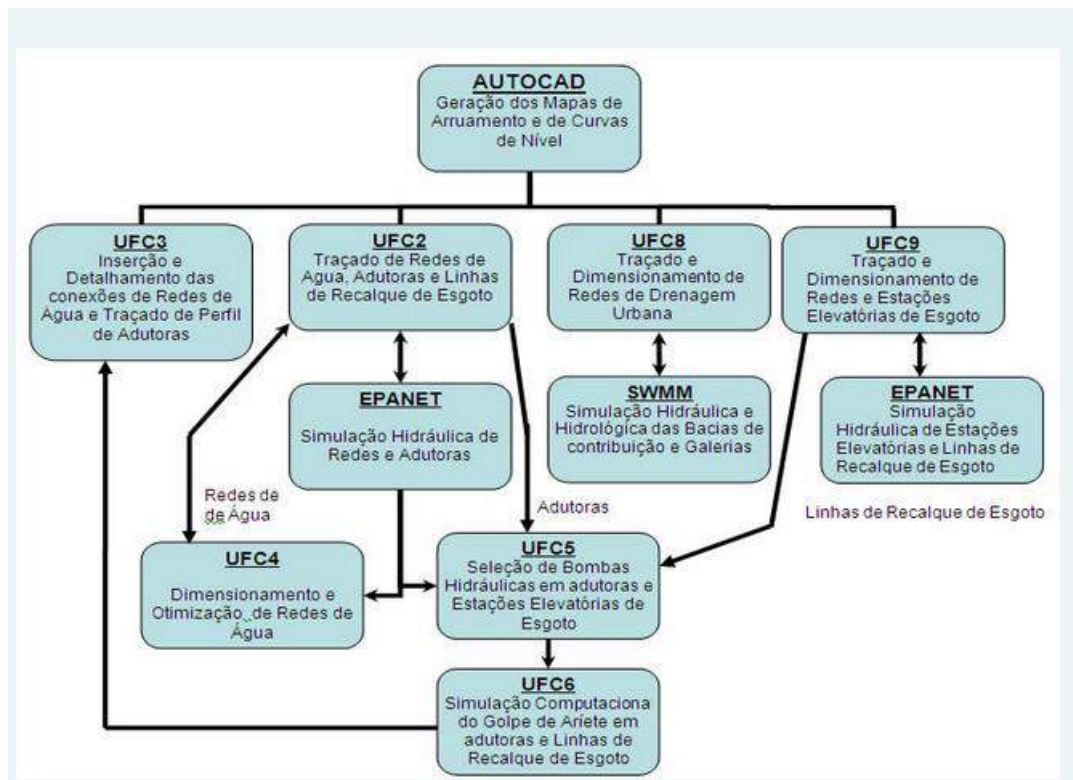 AUTOCAD
Geração dos Mapas de
Arruamento e de Curvas
de Nível
UFC3
Inserção e
Detalhamento das
conexões de Redes de
Água e Traçado de Perfil
de Adutoras
UFC2
Traçado de Redes de
Agua, Adutoras e Linhas
de Recalque de Esgoto
UFC8
Traçado e
Dimensionamento de
Redes de Drenagem
Urbana
UFC9
Traçado e
Dimensionamento de
Redes e Estações
Elevatórias de Esgoto
EPANET
Simulação Hidráulica de
Redes e Adutoras
SWMM
Simulação Hidráulica e
Hidrológica das Bacias de
contribuição e Galerias
EPANET
Simulação
Hidráulica de Estações
Elevatórias e Linhas de
Recalque de Esgoto
Redes de
de Água
Adutoras
Linhas de Recalque de Esgoto
UFC4
Dimensionamento e
Otimização de Redes de
Água
UFC5
Seleção de Bombas
Hidráulicas em adutoras e
Estações Elevatórias de
Esgoto
UFC6
Simulação Computaciona
do Golpe de Aríete em
adutoras e Linhas de
Recalque de Esgoto